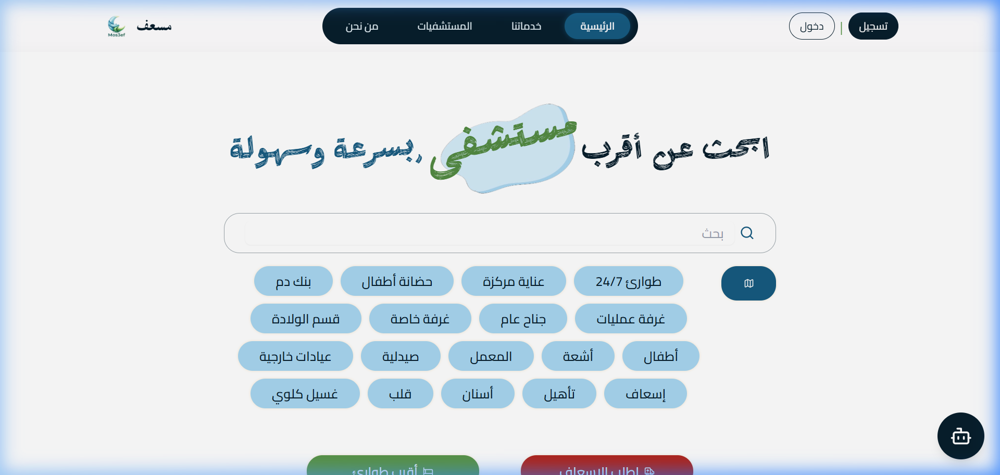 تسجيل | دخول
الرئيسية خدماتنا المستشفيات من نحن
مسعف
Mos3ef
ابحث عن أقرب مستشفى ,بسرعة وسهولة
بحث
طوارئ 24/7 عناية مركزة حضانة أطفال بنك دم
غرفة عمليات جناح عام غرفة خاصة قسم الولادة
أطفال أشعة المعمل صيدلية عيادات خارجية
إسعاف تأهيل أسنان قلب غسيل كلوي
اطلب الإسعاف أقرب طوارئ